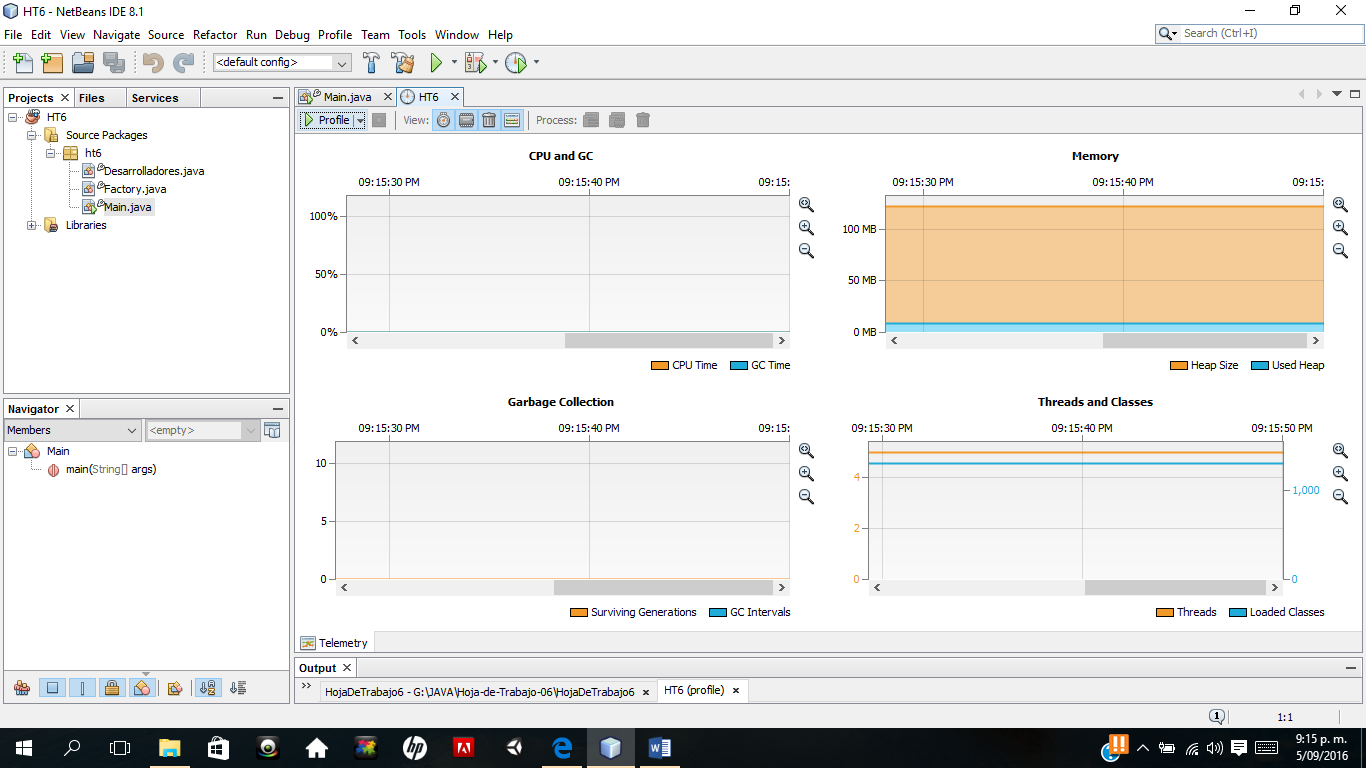 HT6 - NetBeans IDE 8.1
File Edit View Navigate Source Refactor Run Debug Profile Team Tools Window Help
Search (Ctrl+I)
<default config>
Projects Files Services
HT6
Source Packages
ht6
Desarrolladores.java
Factory.java
Main.java
Libraries
Navigator
Members <empty>
Main
main(String[] args)
Main.java HT6
Profile View: Process:
CPU and GC
09:15:30 PM 09:15:40 PM 09:15:
100%
50%
0%
CPU Time GC Time
Memory
09:15:30 PM 09:15:40 PM 09:15:
100 MB
50 MB
0 MB
Heap Size Used Heap
Garbage Collection
09:15:30 PM 09:15:40 PM 09:15:
10
5
0
Surviving Generations GC Intervals
Threads and Classes
09:15:30 PM 09:15:40 PM 09:15:50 PM
4 1,000
2
0 0
Threads Loaded Classes
Telemetry
Output
HojaDeTrabajo6 - G:\JAVA\Hoja-de-Trabajo-06\HojaDeTrabajo6 HT6 (profile)
1 1:1
hp
9:15 p. m.
5/09/2016